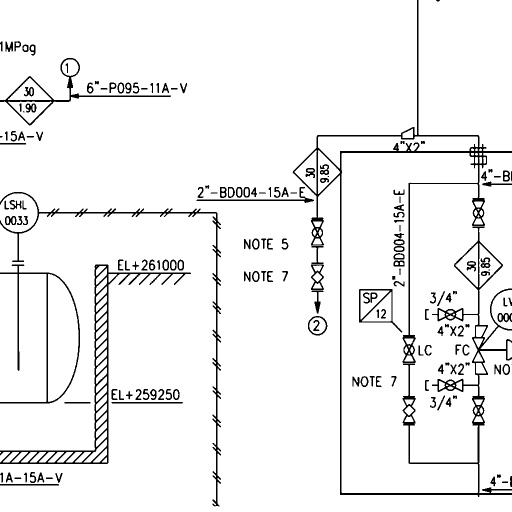 1MPag
1
6"-P095-11A-V
30
1.90
15A-V
4"X2"
30
9.85
4"-B
2"-BD004-15A-E
LSHL
0033
2"-BD004-15A-E
NOTE 5
EL+261000
NOTE 7
30
9.85
SP
12
3/4"
LV
2
4"X2"
LC
FC
4"X2"
NO
NOTE 7
EL+259250
3/4"
1A-15A-V
4"-B